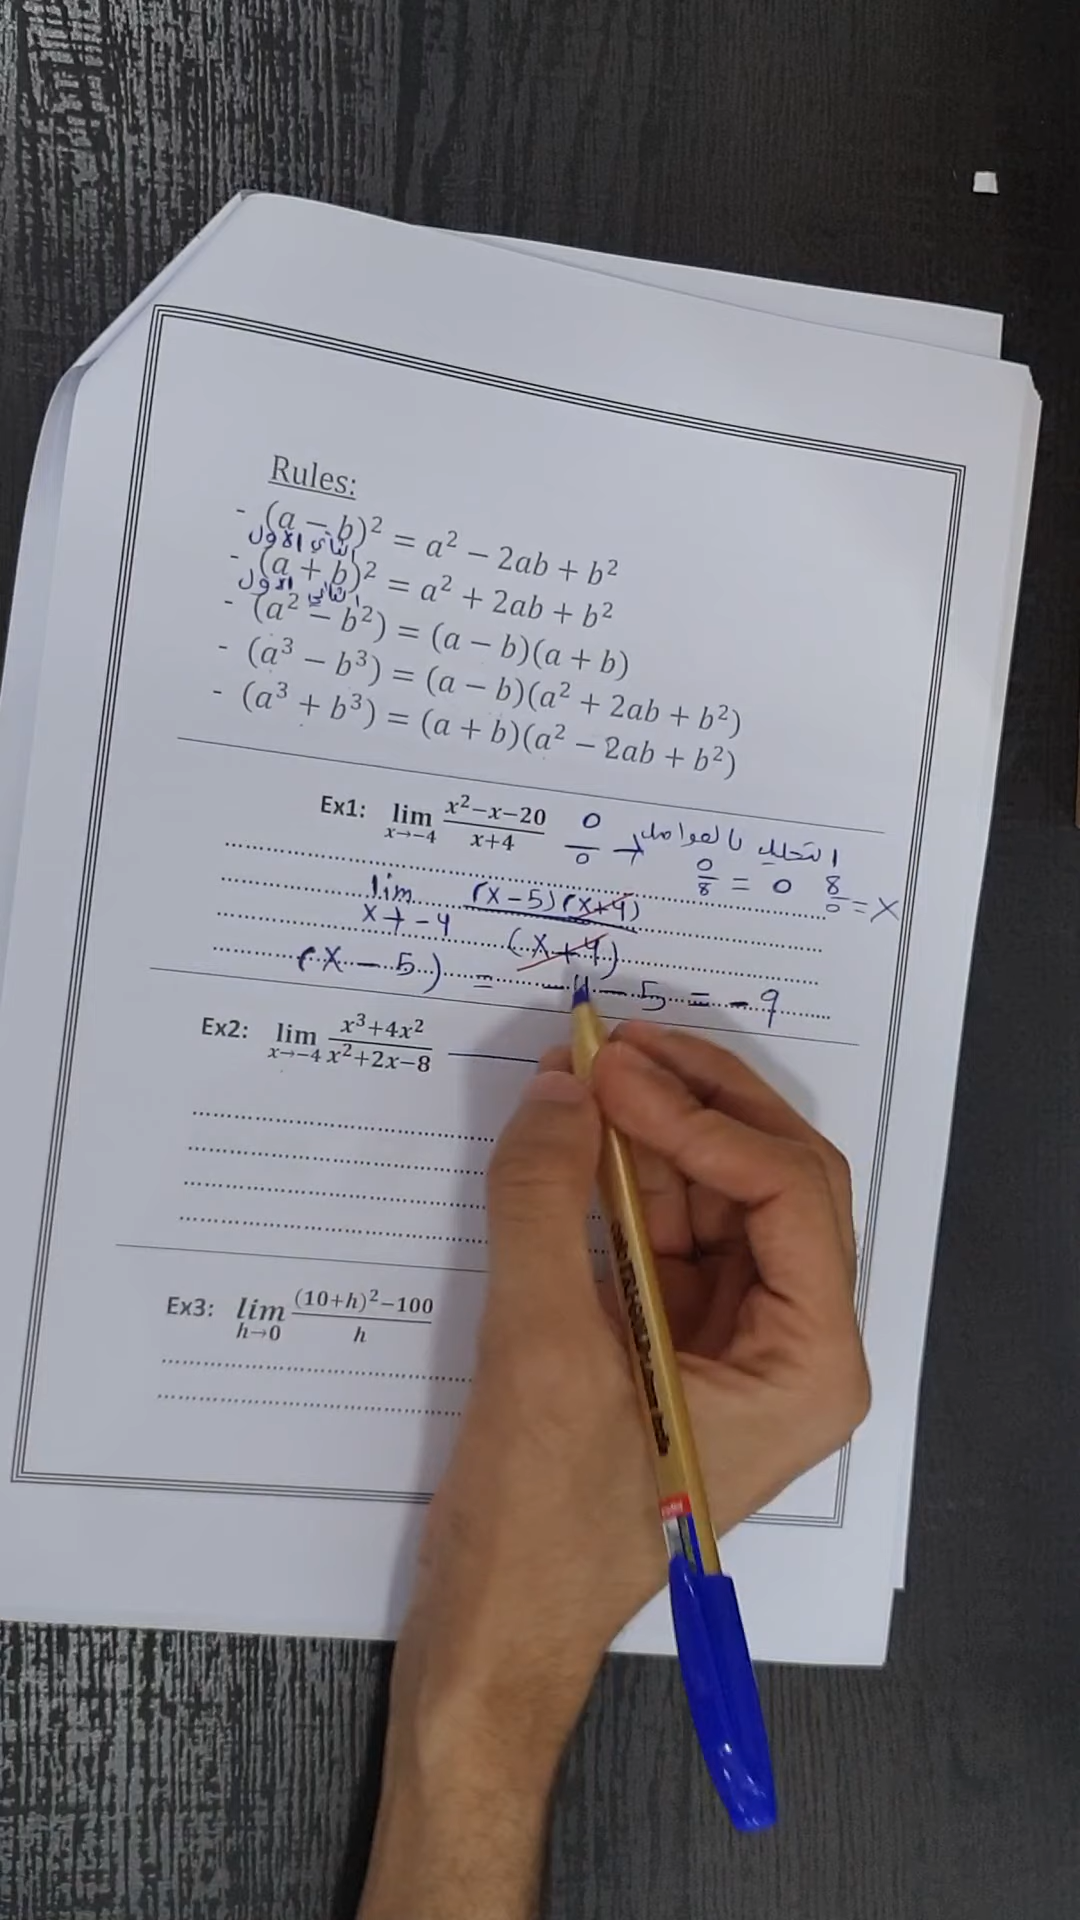 Rules:
- (a − b)² = a² − 2ab + b²
الاول الثاني
- (a + b)² = a² + 2ab + b²
الاول الثاني
- (a² − b²) = (a − b)(a + b)
- (a³ − b³) = (a − b)(a² + 2ab + b²)
- (a³ + b³) = (a + b)(a² − 2ab + b²)
Ex1: lim x→−4 (x²−x−20)/(x+4) 0/0 → التحليل بالعوامل
0/8 = 0 8/0 = X
lim x→−4 (x−5)(x+4)/(x+4)
(x − 5) = −4 − 5 = −9
Ex2: lim x→−4 (x³+4x²)/(x²+2x−8)
Ex3: lim h→0 ((10+h)²−100)/h